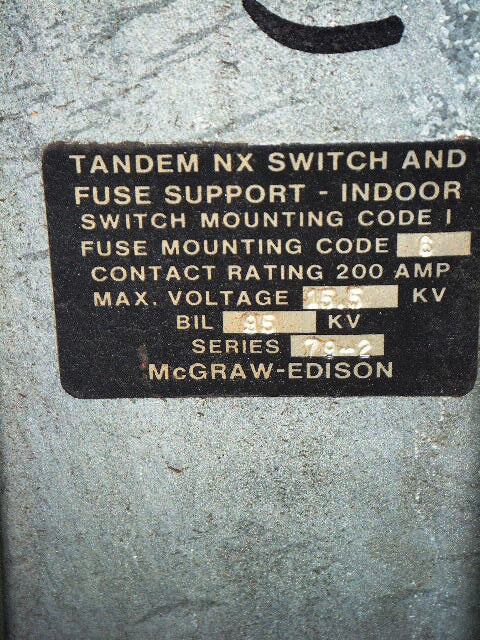 TANDEM NX SWITCH AND
FUSE SUPPORT - INDOOR
SWITCH MOUNTING CODE I
FUSE MOUNTING CODE 6
CONTACT RATING 200 AMP
MAX. VOLTAGE 15.5 KV
BIL 95 KV
SERIES 79-2
McGRAW-EDISON